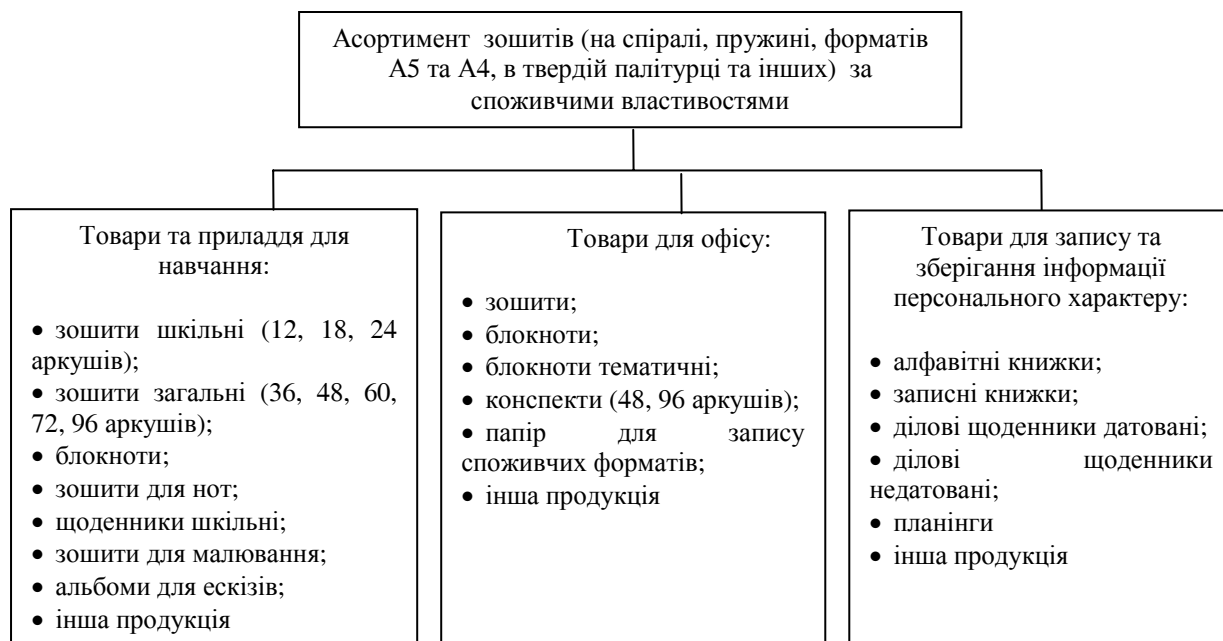 Асортимент зошитів (на спіралі, пружині, форматів
А5 та А4, в твердій палітурці та інших) за
споживчими властивостями
Товари та приладдя для
навчання:
• зошити шкільні (12, 18, 24
аркушів);
• зошити загальні (36, 48, 60,
72, 96 аркушів);
• блокноти;
• зошити для нот;
• щоденники шкільні;
• зошити для малювання;
• альбоми для ескізів;
• інша продукція
Товари для офісу:
• зошити;
• блокноти;
• блокноти тематичні;
• конспекти (48, 96 аркушів);
• папір для запису
споживчих форматів;
• інша продукція
Товари для запису та
зберігання інформації
персонального характеру:
• алфавітні книжки;
• записні книжки;
• ділові щоденники датовані;
• ділові щоденники
недатовані;
• планінги
• інша продукція